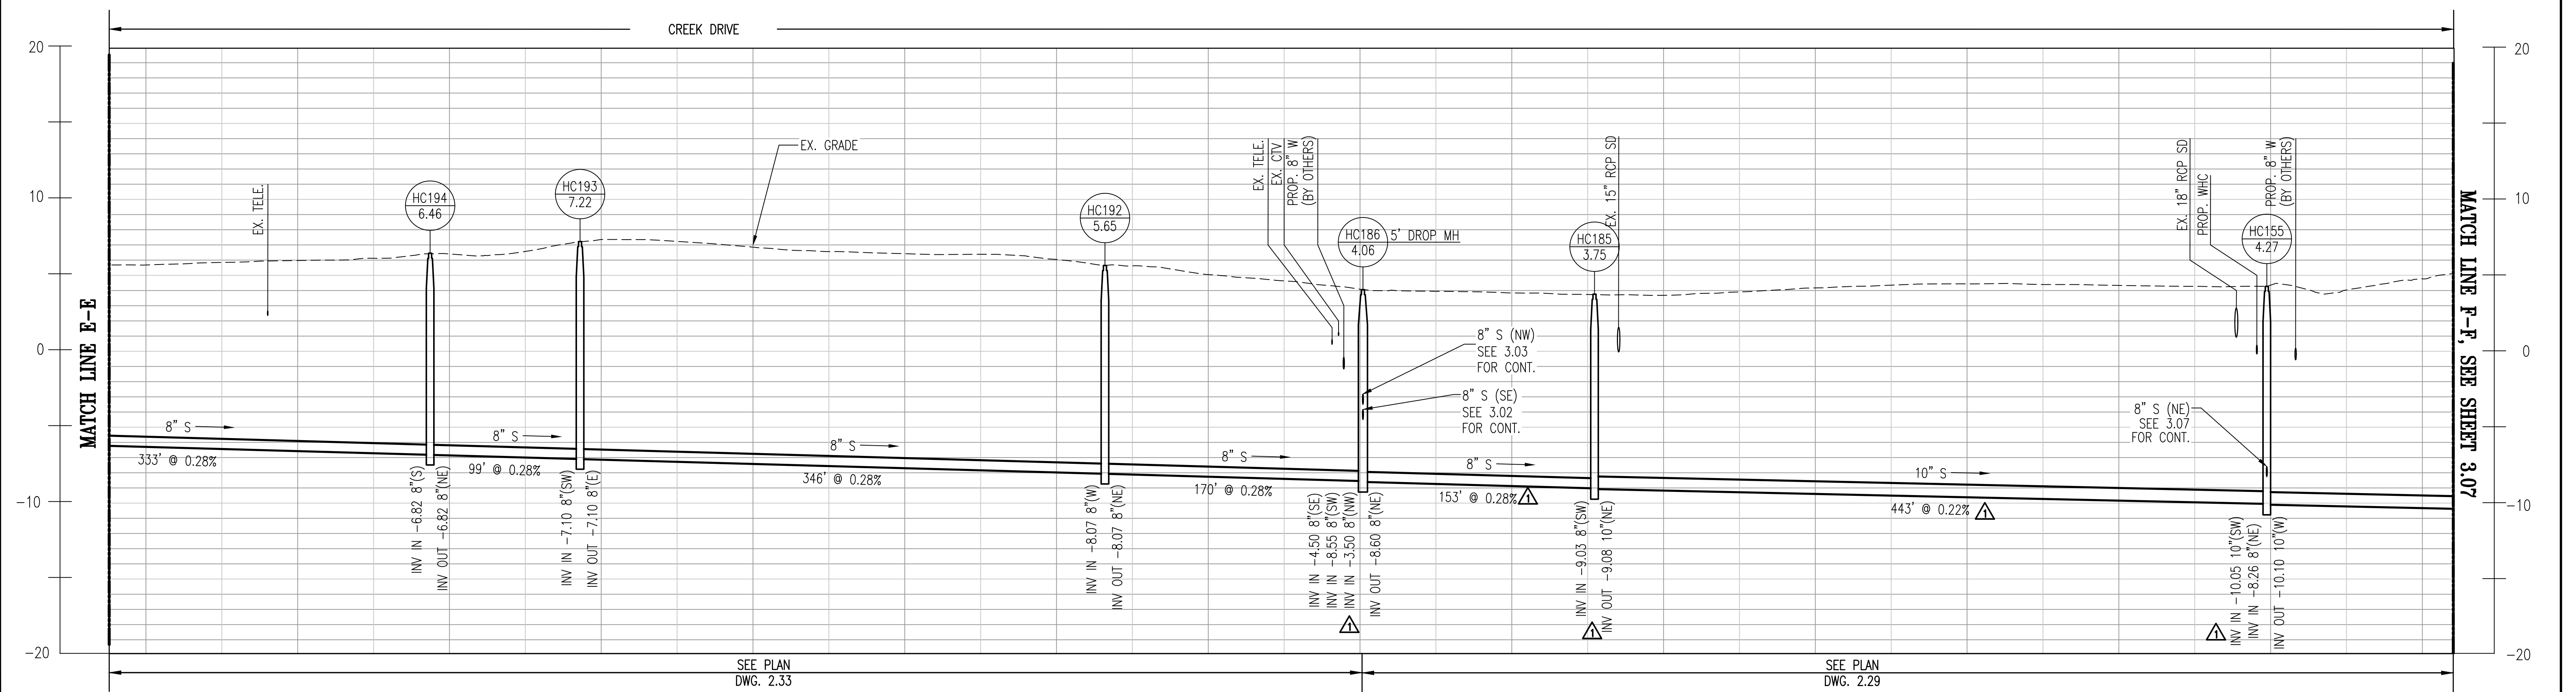 CREEK DRIVE
20
10
0
-10
-20
MATCH LINE E-E
EX. TELE.
HC194
6.46
HC193
7.22
EX. GRADE
HC192
5.65
EX. TELE.
EX. CTV
PROP. 8" W
(BY OTHERS)
HC186
4.06
5' DROP MH
HC185
3.75
EX. 15" RCP SD
EX. 18" RCP SD
PROP. WHC
PROP. 8" W
(BY OTHERS)
HC155
4.27
8" S (NW)
SEE 3.03
FOR CONT.
8" S (SE)
SEE 3.02
FOR CONT.
8" S (NE)
SEE 3.07
FOR CONT.
8" S
333' @ 0.28%
8" S
99' @ 0.28%
8" S
346' @ 0.28%
8" S
170' @ 0.28%
8" S
153' @ 0.28%
1
10" S
443' @ 0.22%
1
INV IN -6.82 8"(S)
INV OUT -6.82 8"(NE)
INV IN -7.10 8"(SW)
INV OUT -7.10 8"(E)
INV IN -8.07 8"(W)
INV OUT -8.07 8"(NE)
INV IN -4.50 8"(SE)
INV IN -8.55 8"(SW)
INV IN -3.50 8"(NW)
INV OUT -8.60 8"(NE)
1
INV IN -9.03 8"(SW)
INV OUT -9.08 10"(NE)
1
INV IN -10.05 10"(SW)
INV IN -8.26 8"(NE)
INV OUT -10.10 10"(W)
1
20
10
0
-10
-20
MATCH LINE F-F, SEE SHEET 3.07
SEE PLAN
DWG. 2.33
SEE PLAN
DWG. 2.29